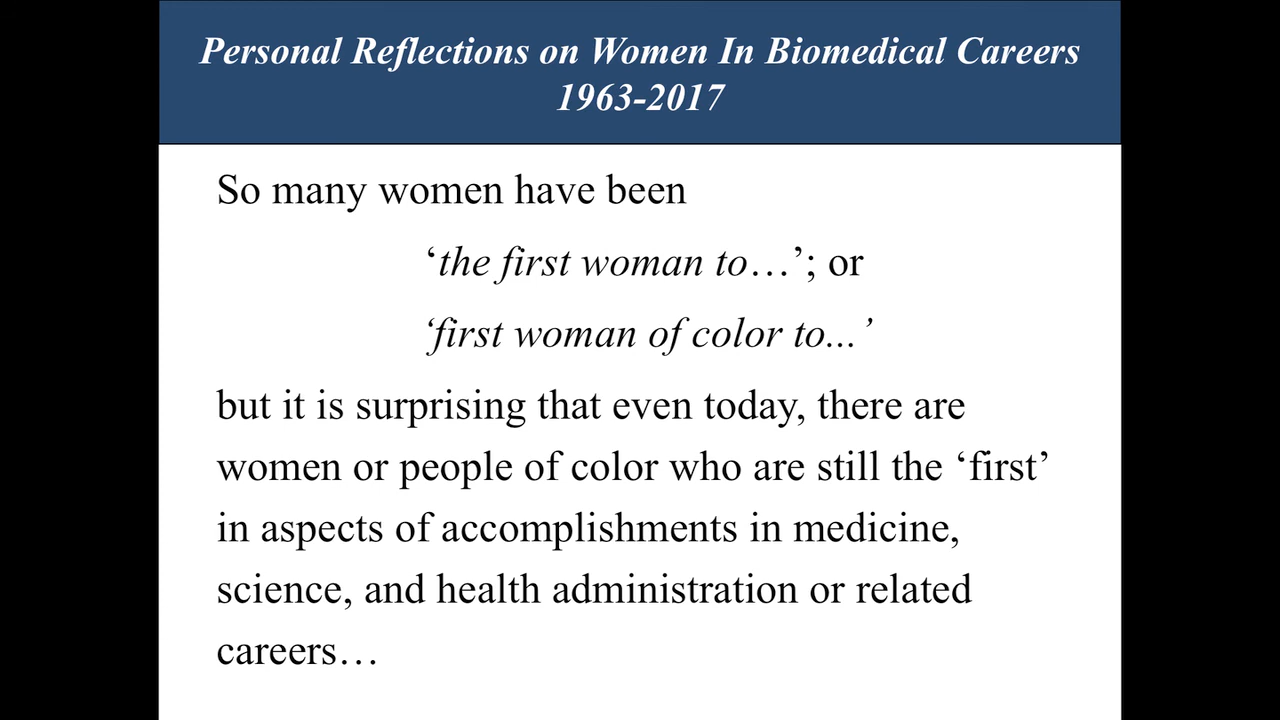 Personal Reflections on Women In Biomedical Careers
1963-2017
So many women have been
‘the first woman to…’; or
‘first woman of color to...’
but it is surprising that even today, there are
women or people of color who are still the ‘first’
in aspects of accomplishments in medicine,
science, and health administration or related
careers…